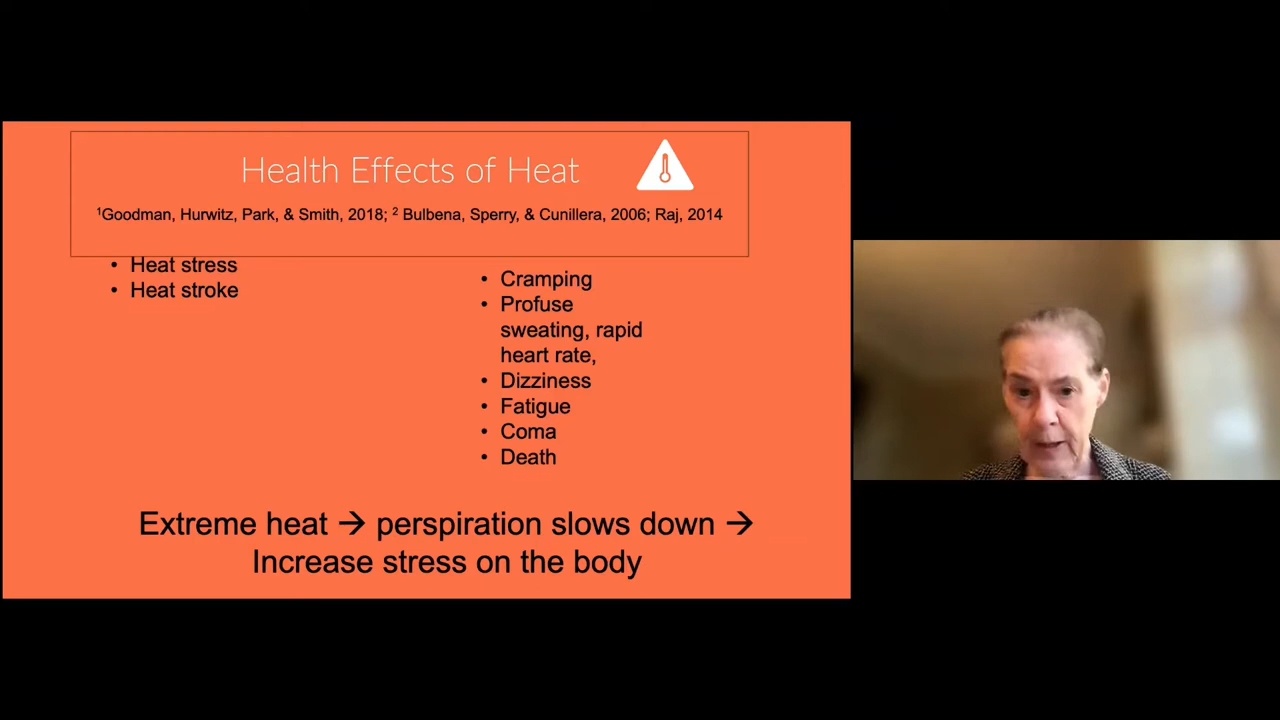 Health Effects of Heat
¹Goodman, Hurwitz, Park, & Smith, 2018; ² Bulbena, Sperry, & Cunillera, 2006; Raj, 2014
• Heat stress
• Heat stroke
• Cramping
• Profuse
sweating, rapid
heart rate,
• Dizziness
• Fatigue
• Coma
• Death
Extreme heat → perspiration slows down →
Increase stress on the body